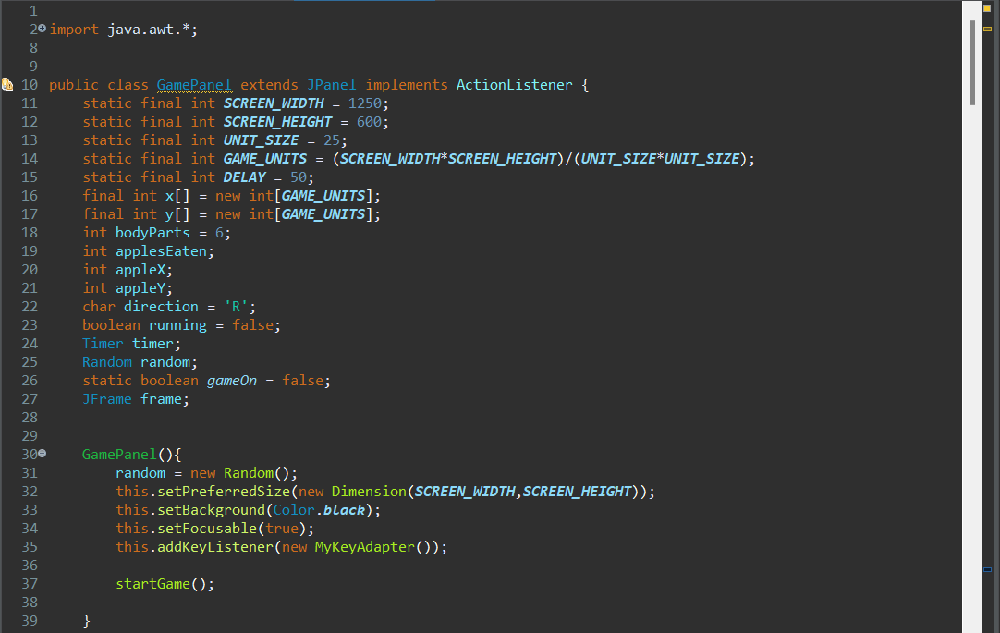 1
2 import java.awt.*;
8
9
10 public class GamePanel extends JPanel implements ActionListener {
11     static final int SCREEN_WIDTH = 1250;
12     static final int SCREEN_HEIGHT = 600;
13     static final int UNIT_SIZE = 25;
14     static final int GAME_UNITS = (SCREEN_WIDTH*SCREEN_HEIGHT)/(UNIT_SIZE*UNIT_SIZE);
15     static final int DELAY = 50;
16     final int x[] = new int[GAME_UNITS];
17     final int y[] = new int[GAME_UNITS];
18     int bodyParts = 6;
19     int applesEaten;
20     int appleX;
21     int appleY;
22     char direction = 'R';
23     boolean running = false;
24     Timer timer;
25     Random random;
26     static boolean gameOn = false;
27     JFrame frame;
28
29
30     GamePanel(){
31         random = new Random();
32         this.setPreferredSize(new Dimension(SCREEN_WIDTH,SCREEN_HEIGHT));
33         this.setBackground(Color.black);
34         this.setFocusable(true);
35         this.addKeyListener(new MyKeyAdapter());
36
37         startGame();
38
39     }